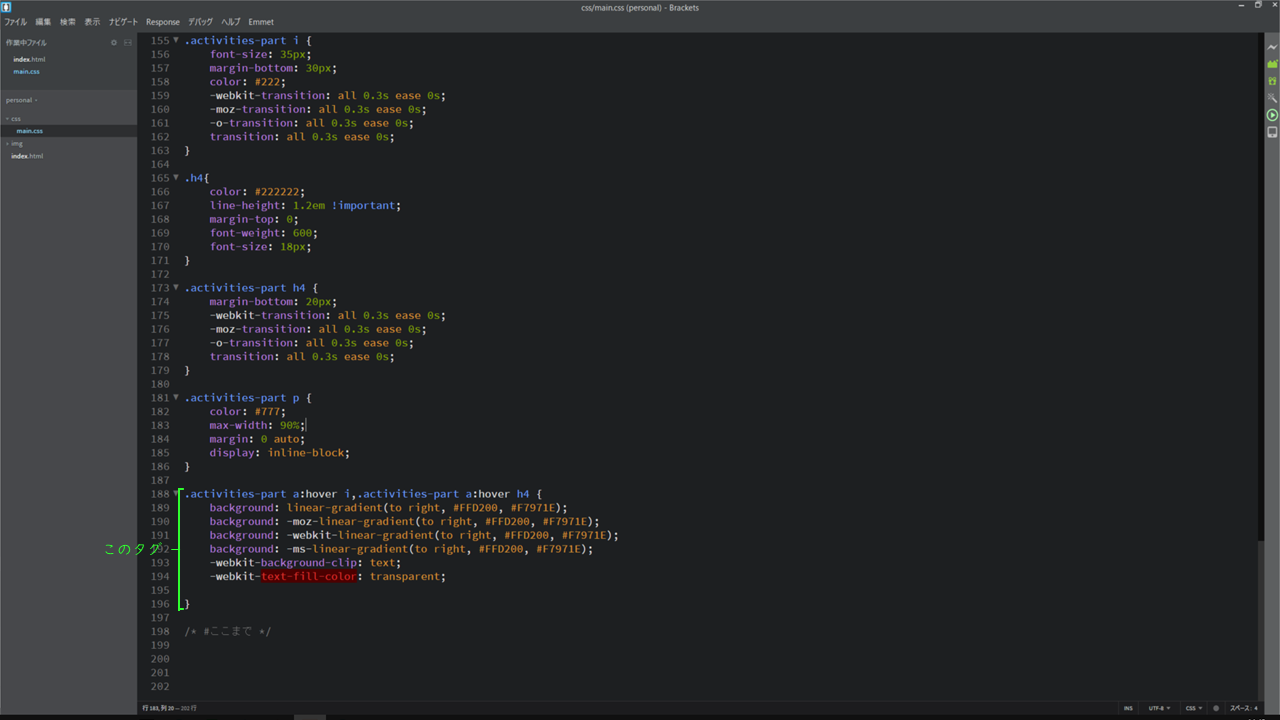 css/main.css (personal) - Brackets
ファイル 編集 検索 表示 ナビゲート Response デバッグ ヘルプ Emmet
作業中ファイル
index.html
main.css
personal
css
main.css
img
index.html
155 .activities-part i {
156 font-size: 35px;
157 margin-bottom: 30px;
158 color: #222;
159 -webkit-transition: all 0.3s ease 0s;
160 -moz-transition: all 0.3s ease 0s;
161 -o-transition: all 0.3s ease 0s;
162 transition: all 0.3s ease 0s;
163 }
164
165 .h4{
166 color: #222222;
167 line-height: 1.2em !important;
168 margin-top: 0;
169 font-weight: 600;
170 font-size: 18px;
171 }
172
173 .activities-part h4 {
174 margin-bottom: 20px;
175 -webkit-transition: all 0.3s ease 0s;
176 -moz-transition: all 0.3s ease 0s;
177 -o-transition: all 0.3s ease 0s;
178 transition: all 0.3s ease 0s;
179 }
180
181 .activities-part p {
182 color: #777;
183 max-width: 90%;
184 margin: 0 auto;
185 display: inline-block;
186 }
187
188 .activities-part a:hover i,.activities-part a:hover h4 {
189 background: linear-gradient(to right, #FFD200, #F7971E);
190 background: -moz-linear-gradient(to right, #FFD200, #F7971E);
191 background: -webkit-linear-gradient(to right, #FFD200, #F7971E);
このタグ
192 background: -ms-linear-gradient(to right, #FFD200, #F7971E);
193 -webkit-background-clip: text;
194 -webkit-text-fill-color: transparent;
195
196 }
197
198 /* #ここまで */
199
200
201
202
行 183, 列 20 — 202 行
INS UTF-8 CSS スペース: 4